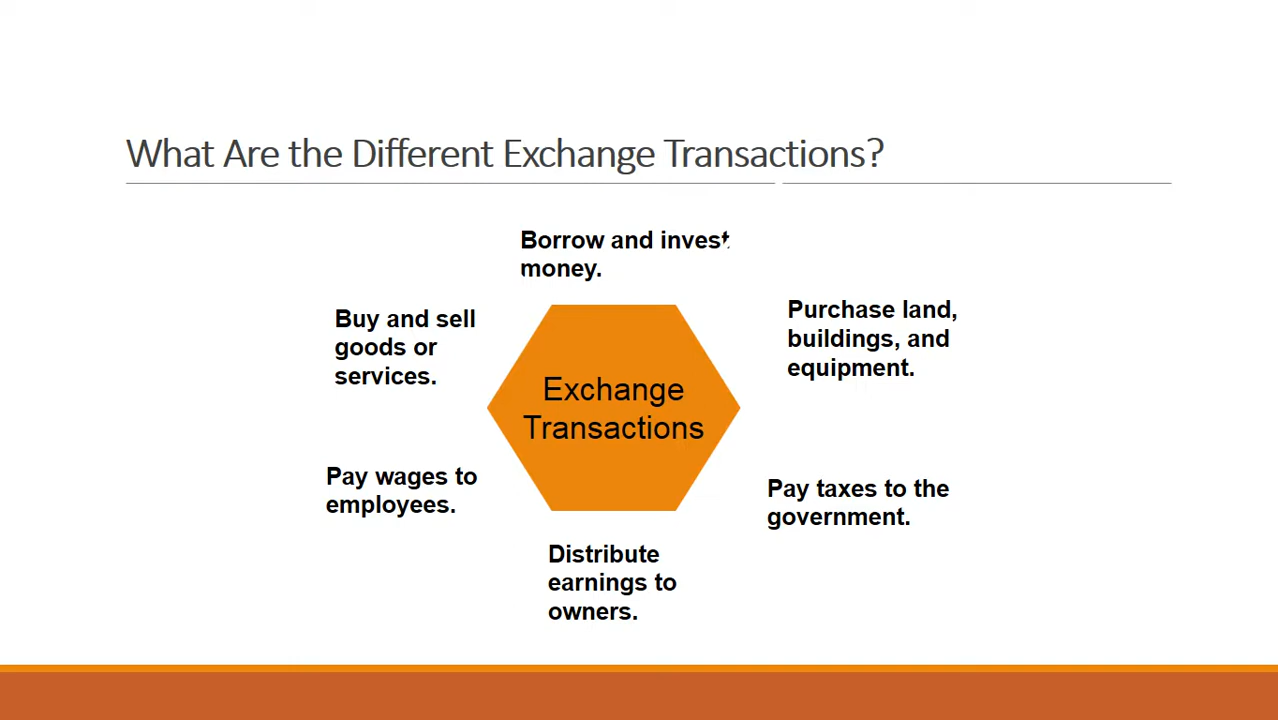 What Are the Different Exchange Transactions?
Borrow and invest
money.
Buy and sell
goods or
services.
Purchase land,
buildings, and
equipment.
Exchange
Transactions
Pay wages to
employees.
Pay taxes to the
government.
Distribute
earnings to
owners.